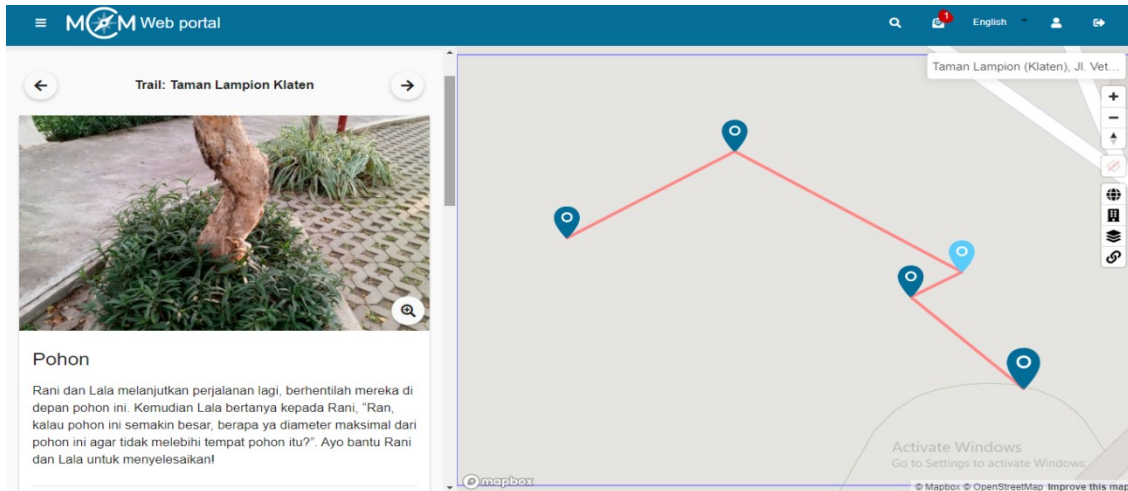 MCM Web portal
1
English
Trail: Taman Lampion Klaten
Taman Lampion (Klaten), Jl. Vet...
Pohon
Rani dan Lala melanjutkan perjalanan lagi, berhentilah mereka di
depan pohon ini. Kemudian Lala bertanya kepada Rani, "Ran,
kalau pohon ini semakin besar, berapa ya diameter maksimal dari
pohon ini agar tidak melebihi tempat pohon itu?". Ayo bantu Rani
dan Lala untuk menyelesaikan!
Activate Windows
Go to Settings to activate Windows.
mapbox
© Mapbox © OpenStreetMap Improve this map